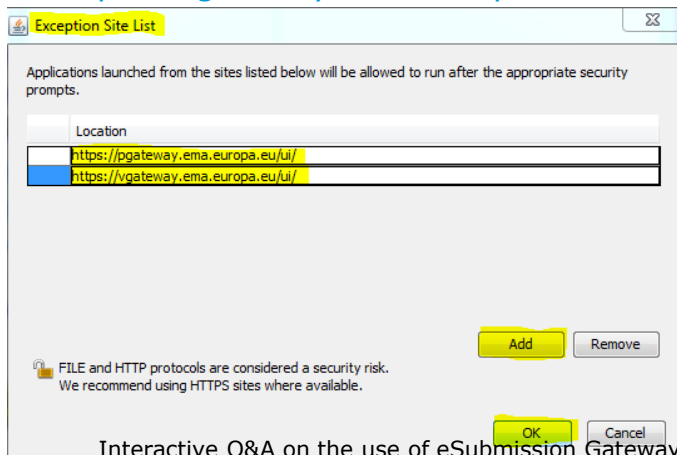 Exception Site List
Applications launched from the sites listed below will be allowed to run after the appropriate security
prompts.
Location
https://pgateway.ema.europa.eu/ui/
https://vgateway.ema.europa.eu/ui/
Add Remove
FILE and HTTP protocols are considered a security risk.
We recommend using HTTPS sites where available.
OK Cancel
Interactive Q&A on the use of eSubmission Gateway